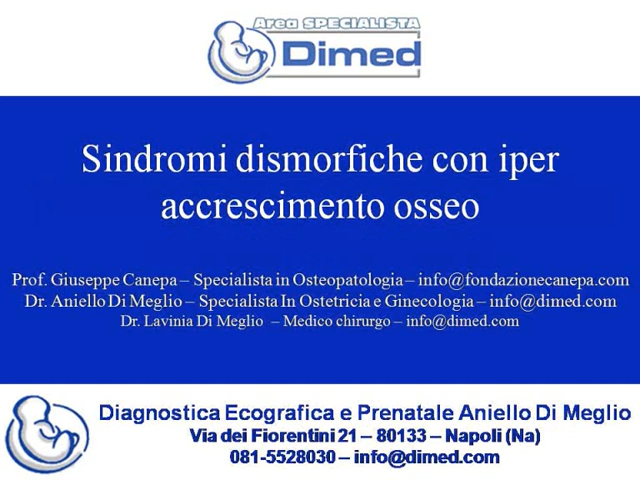 Area SPECIALISTA
Dimed
Sindromi dismorfiche con iper
accrescimento osseo
Prof. Giuseppe Canepa – Specialista in Osteopatologia – info@fondazionecanepa.com
Dr. Aniello Di Meglio – Specialista In Ostetricia e Ginecologia – info@dimed.com
Dr. Lavinia Di Meglio – Medico chirurgo – info@dimed.com
Diagnostica Ecografica e Prenatale Aniello Di Meglio
Via dei Fiorentini 21 – 80133 – Napoli (Na)
081-5528030 – info@dimed.com